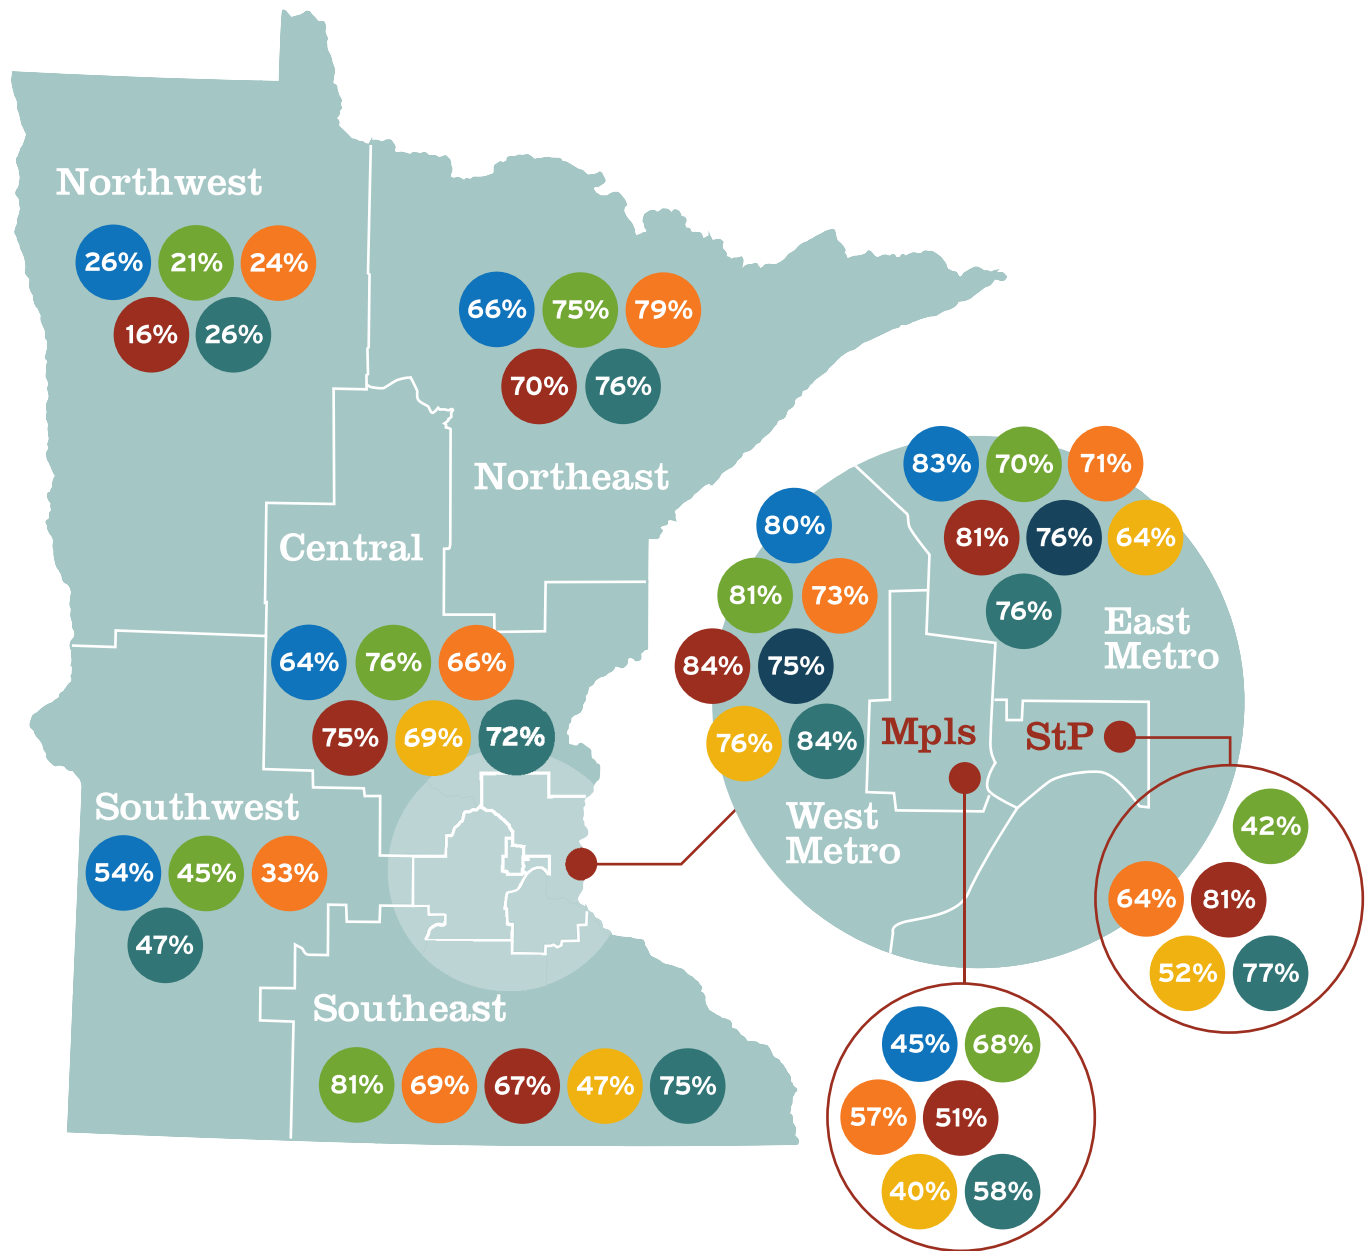 Northwest
26% 21% 24%
16% 26%
66% 75% 79%
70% 76%
Northeast
Central
64% 76% 66%
75% 69% 72%
Southwest
54% 45% 33%
47%
Southeast
81% 69% 67% 47% 75%
83% 70% 71%
81% 76% 64%
76%
East
Metro
80%
81% 73%
84% 75%
76% 84%
West
Metro
Mpls
StP
42%
64% 81%
52% 77%
45% 68%
57% 51%
40% 58%